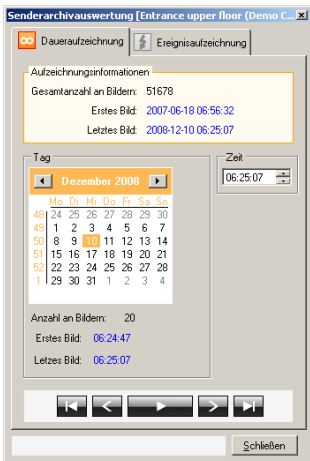 Senderarchivauswertung [Entrance upper floor (Demo C...
Daueraufzeichnung
Ereignisaufzeichnung
Aufzeichnungsinformationen
Gesamtanzahl an Bildern: 51678
Erstes Bild: 2007-06-18 06:56:32
Letztes Bild: 2008-12-10 06:25:07
Tag
Zeit
Dezember 2008
06:25:07
Mo Di Mi Do Fr Sa So
48 24 25 26 27 28 29 30
49 1 2 3 4 5 6 7
50 8 9 10 11 12 13 14
51 15 16 17 18 19 20 21
52 22 23 24 25 26 27 28
1 29 30 31 1 2 3 4
Anzahl an Bildern: 20
Erstes Bild: 06:24:47
Letzes Bild: 06:25:07
Schließen